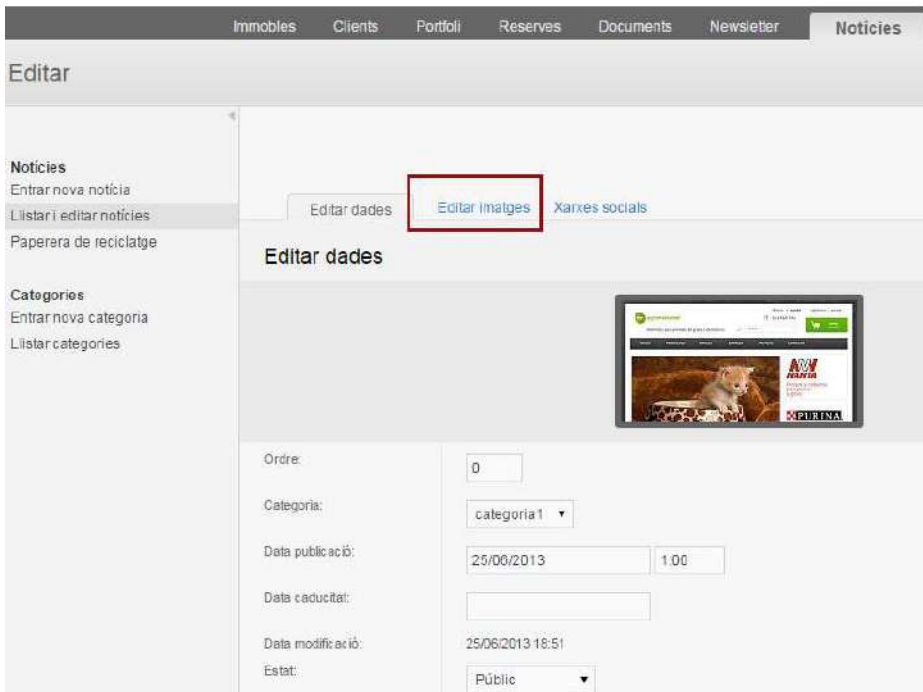 Immobles Clients Portfoli Reserves Documents Newsletter Notícies
Editar
Notícies
Entrar nova notícia
Llistar i editar notícies
Paperera de reciclatge
Categories
Entrar nova categoria
Llistar categories
Editar dades Editar imatges Xarxes socials
Editar dades
NANTA
PURINA
Ordre: 0
Categoria: categoria1
Data publicació: 25/06/2013 1:00
Data caducitat:
Data modificació: 25/06/2013 18:51
Estat: Públic